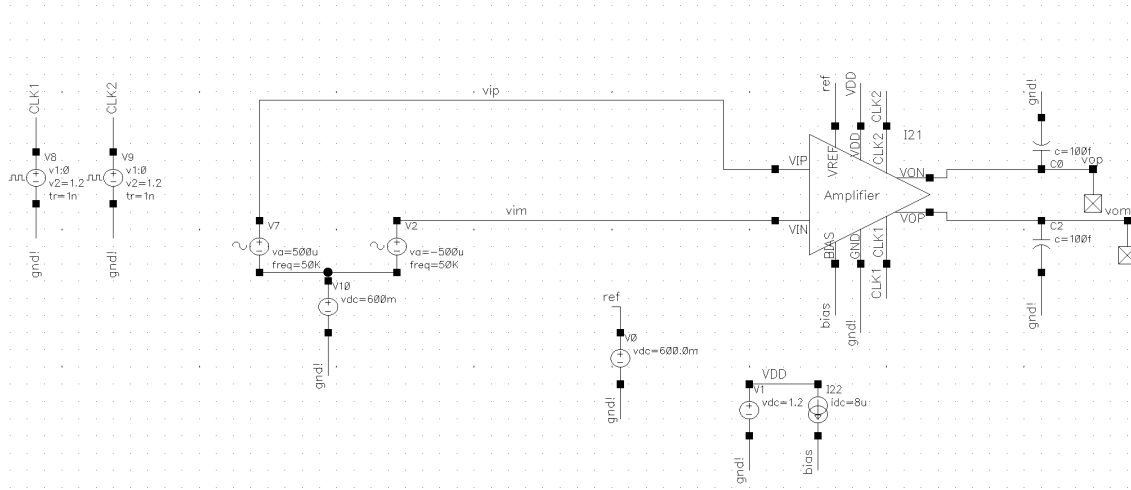 CLK1
CLK2
V8
v1:0
v2=1.2
tr=1n
gnd!
V9
v1:0
v2=1.2
tr=1n
gnd!
vip
vim
V7
va=500u
freq=50K
V2
va=-500u
freq=50K
V10
vdc=600m
gnd!
ref
V0
vdc=600.0m
gnd!
VDD
V1
vdc=1.2
gnd!
I22
idc=8u
bias
ref
VDD
CLK2
VREF
VDD
CLK2
I21
VIP
VIN
Amplifier
VON
VOP
BIAS
GND
CLK1
bias
gnd!
CLK1
gnd!
c=100f
C0
vop
vom
C2
c=100f
gnd!